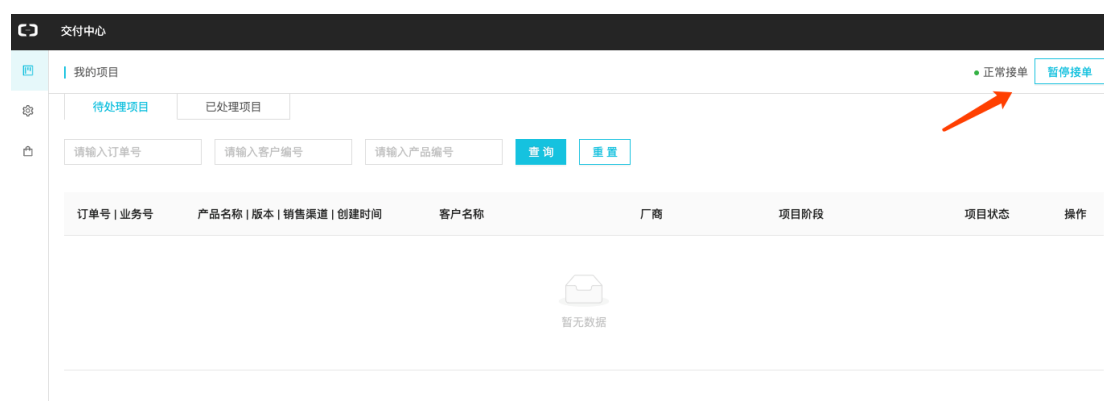 交付中心
我的项目 正常接单 暂停接单
待处理项目 已处理项目
请输入订单号 请输入客户编号 请输入产品编号 查 询 重 置
订单号 | 业务号 产品名称 | 版本 | 销售渠道 | 创建时间 客户名称 厂商 项目阶段 项目状态 操作
暂无数据